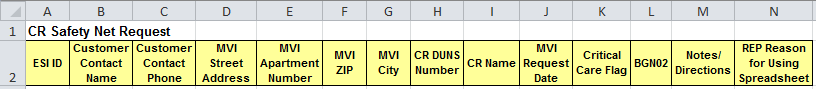 A B C D E F G H I J K L M N
1 CR Safety Net Request
2 ESI ID Customer Contact Name Customer Contact Phone MVI Street Address MVI Apartment Number MVI ZIP MVI City CR DUNS Number CR Name MVI Request Date Critical Care Flag BGN02 Notes/ Directions REP Reason for Using Spreadsheet